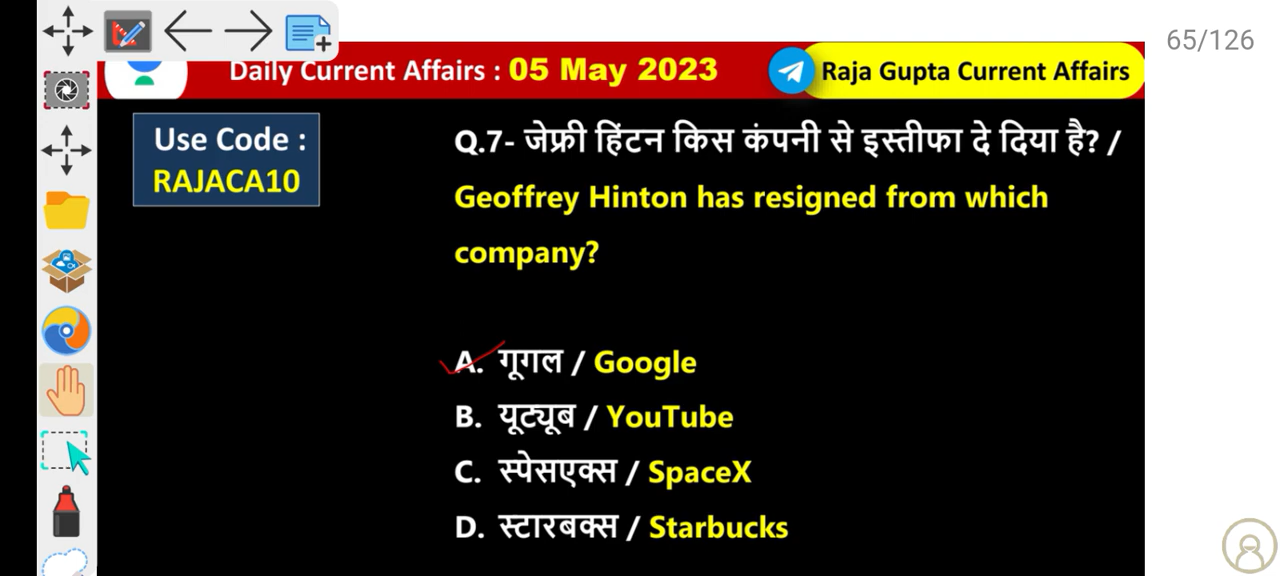 65/126
Daily Current Affairs : 05 May 2023
Raja Gupta Current Affairs
Use Code :
RAJACA10
Q.7- जेफ्री हिंटन किस कंपनी से इस्तीफा दे दिया है? /
Geoffrey Hinton has resigned from which
company?
A. गूगल / Google
B. यूट्यूब / YouTube
C. स्पेसएक्स / SpaceX
D. स्टारबक्स / Starbucks